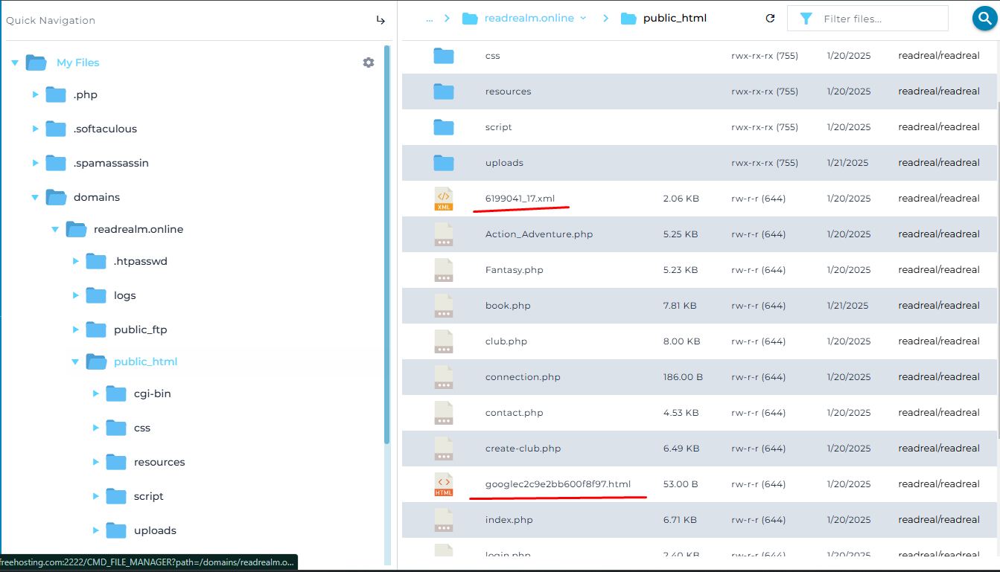 Quick Navigation
My Files
.php
.softaculous
.spamassassin
domains
readrealm.online
.htpasswd
logs
public_ftp
public_html
cgi-bin
css
resources
script
uploads
freehosting.com:2222/CMD_FILE_MANAGER?path=/domains/readrealm.o...
... readrealm.online public_html Filter files...
css rwx-rx-rx (755) 1/20/2025 readreal/readreal
resources rwx-rx-rx (755) 1/20/2025 readreal/readreal
script rwx-rx-rx (755) 1/20/2025 readreal/readreal
uploads rwx-rx-rx (755) 1/21/2025 readreal/readreal
XML 6199041_17.xml 2.06 KB rw-r-r (644) 1/20/2025 readreal/readreal
Action_Adventure.php 5.25 KB rw-r-r (644) 1/20/2025 readreal/readreal
Fantasy.php 5.23 KB rw-r-r (644) 1/20/2025 readreal/readreal
book.php 7.81 KB rw-r-r (644) 1/21/2025 readreal/readreal
club.php 8.00 KB rw-r-r (644) 1/20/2025 readreal/readreal
connection.php 186.00 B rw-r-r (644) 1/20/2025 readreal/readreal
contact.php 4.53 KB rw-r-r (644) 1/20/2025 readreal/readreal
create-club.php 6.49 KB rw-r-r (644) 1/20/2025 readreal/readreal
HTML googlec2c9e2bb600f8f97.html 53.00 B rw-r-r (644) 1/20/2025 readreal/readreal
index.php 6.71 KB rw-r-r (644) 1/20/2025 readreal/readreal
login.php 2.40 KB rw-r-r (644) 1/20/2025 readreal/readreal